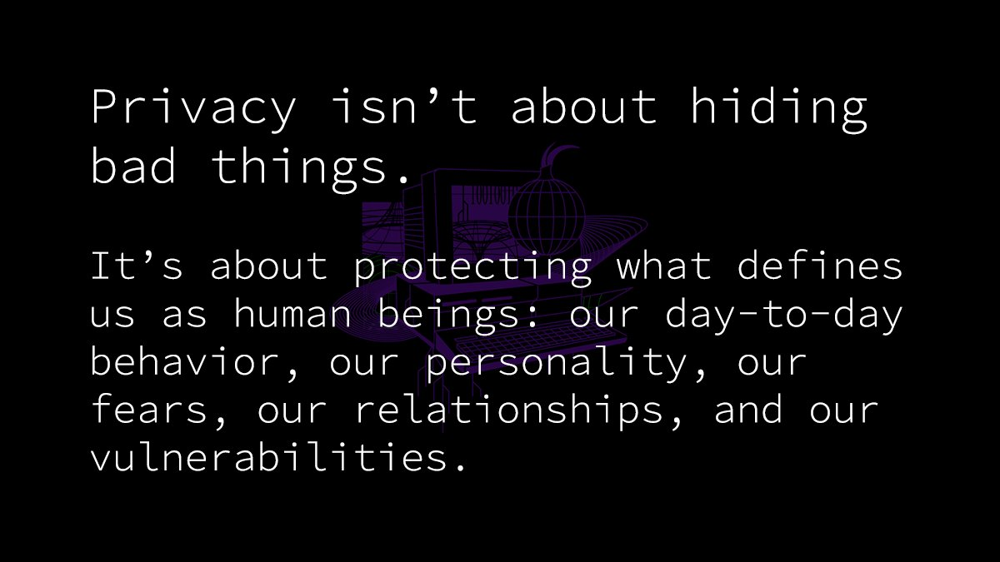 Privacy isn’t about hiding
bad things.
It’s about protecting what defines
us as human beings: our day-to-day
behavior, our personality, our
fears, our relationships, and our
vulnerabilities.